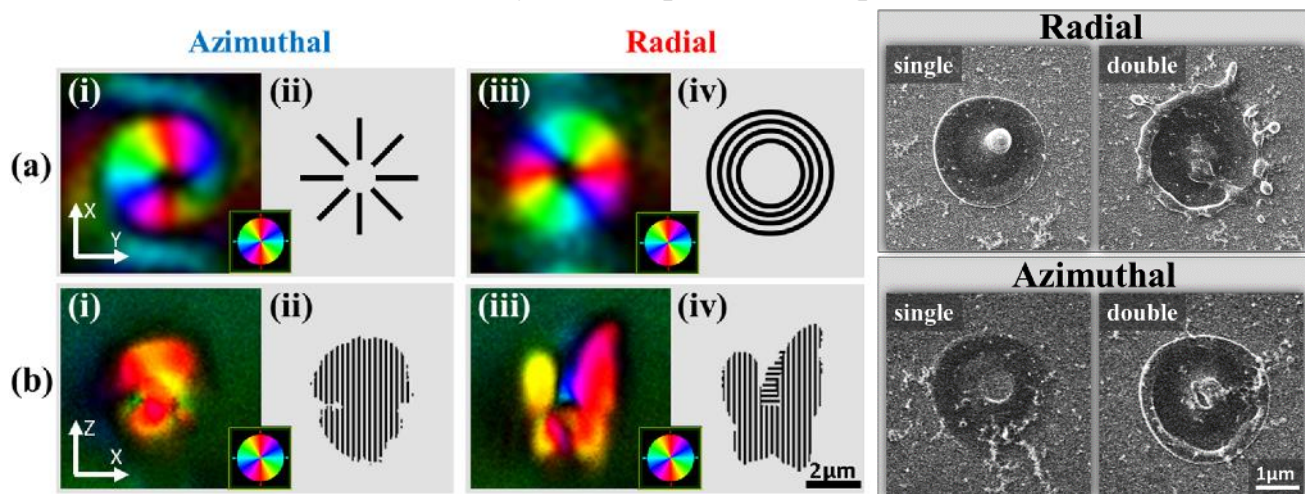 Azimuthal
Radial
(a)
(i)
(ii)
(iii)
(iv)
X
Y
(b)
(i)
(ii)
(iii)
(iv)
Z
X
2μm
Radial
single
double
Azimuthal
single
double
1μm